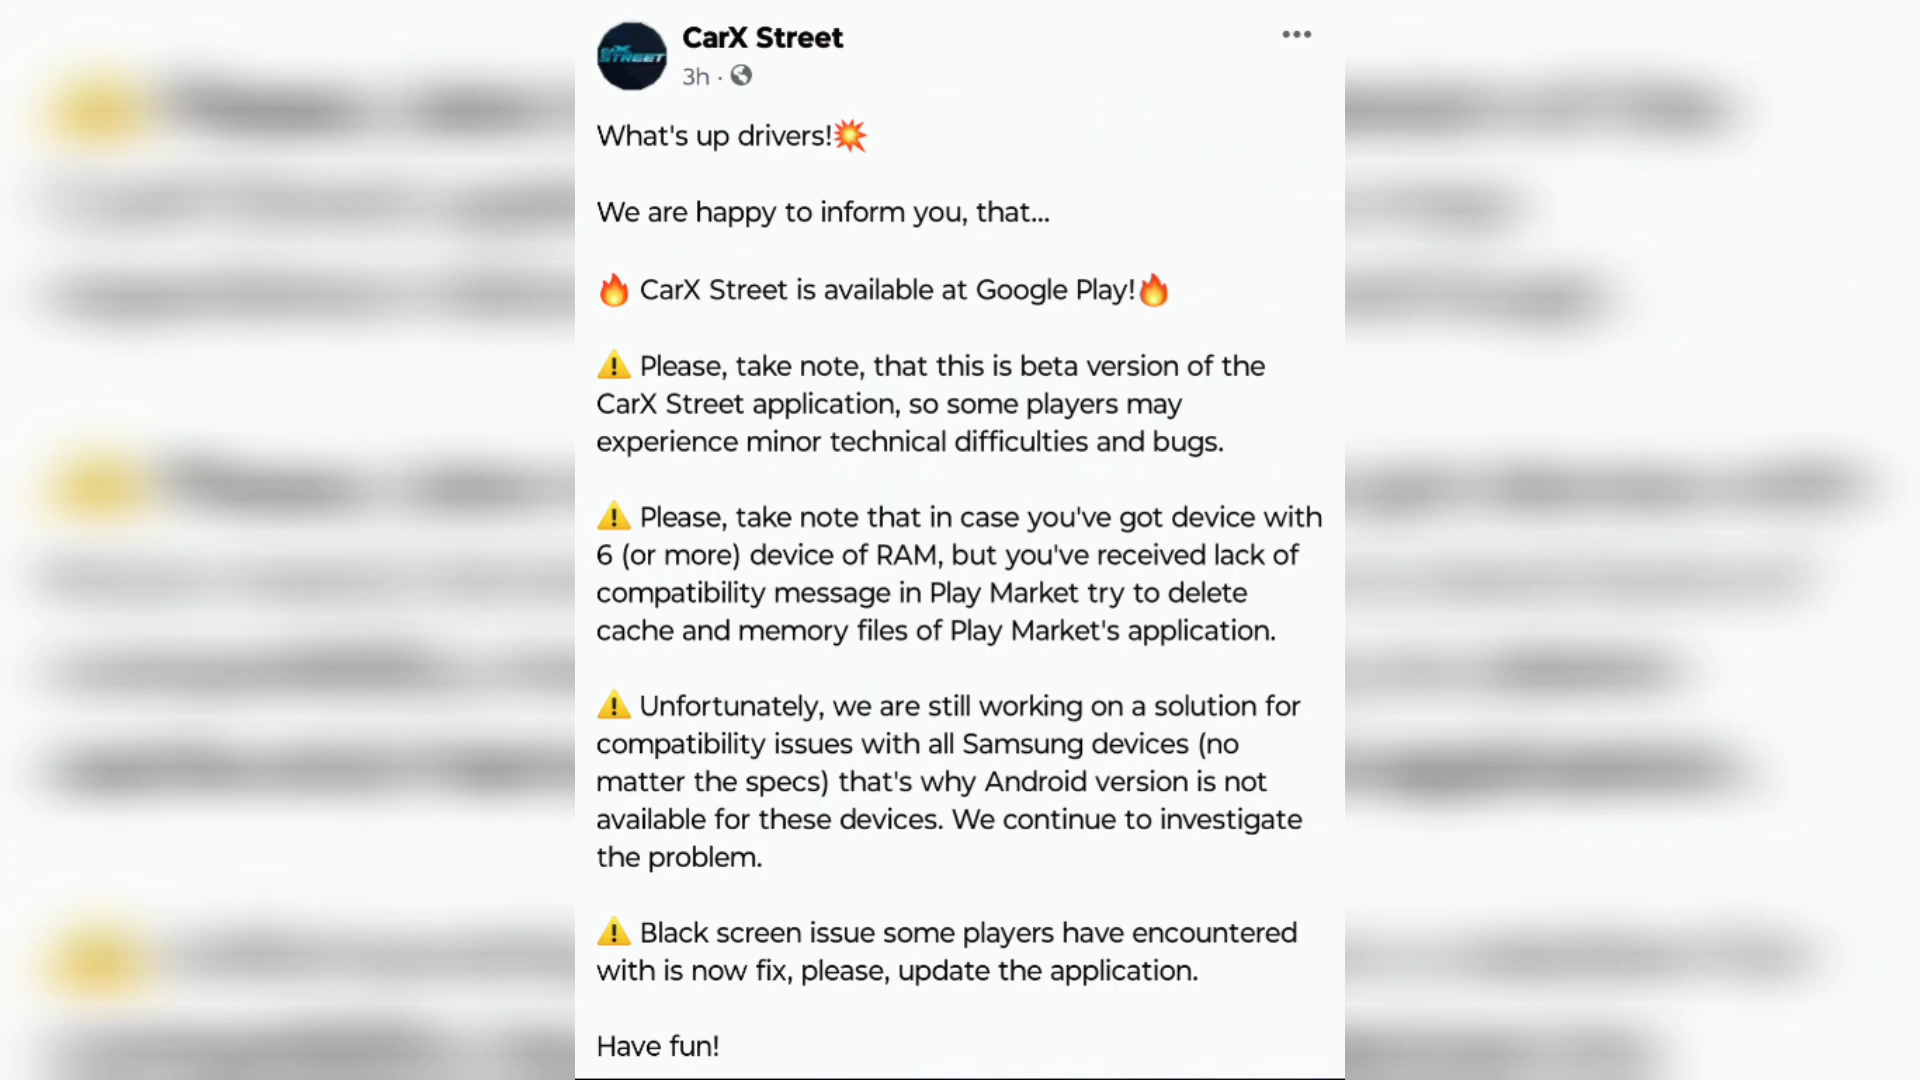 CarX Street
3h ·
CARX
STREET
What's up drivers!💥
We are happy to inform you, that...
🔥 CarX Street is available at Google Play!🔥
⚠️ Please, take note, that this is beta version of the
CarX Street application, so some players may
experience minor technical difficulties and bugs.
⚠️ Please, take note that in case you've got device with
6 (or more) device of RAM, but you've received lack of
compatibility message in Play Market try to delete
cache and memory files of Play Market's application.
⚠️ Unfortunately, we are still working on a solution for
compatibility issues with all Samsung devices (no
matter the specs) that's why Android version is not
available for these devices. We continue to investigate
the problem.
⚠️ Black screen issue some players have encountered
with is now fix, please, update the application.
Have fun!